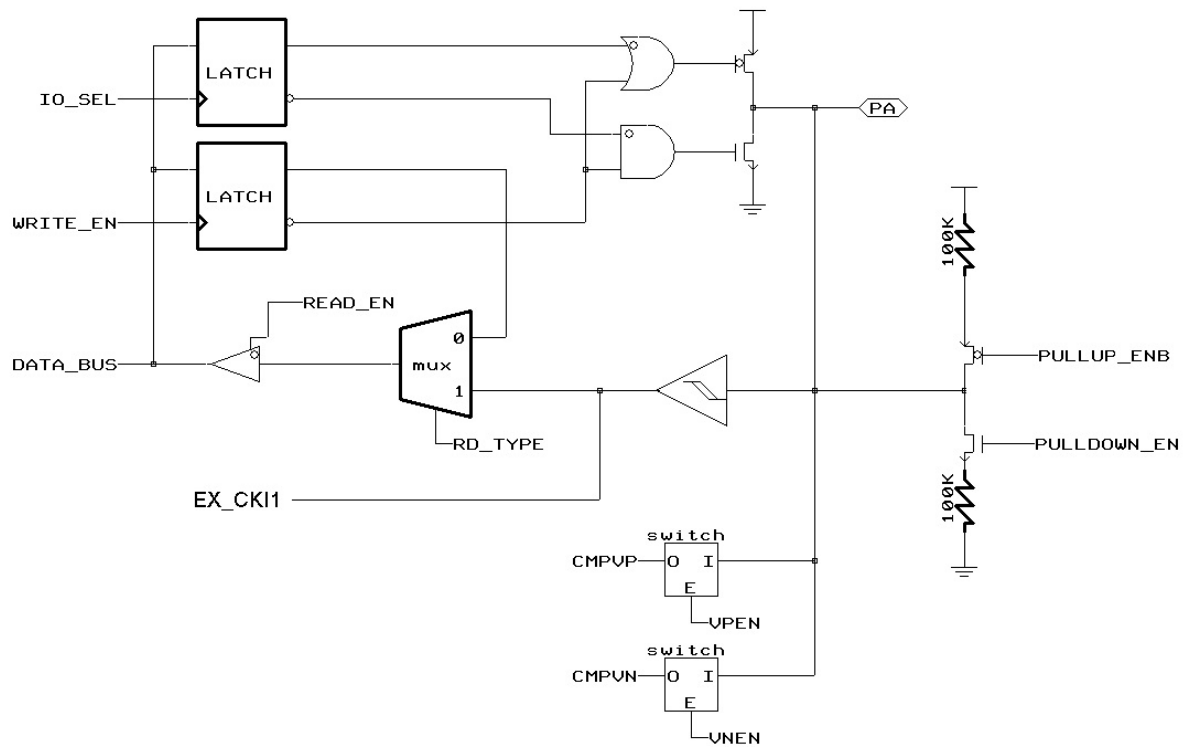 LATCH
IO_SEL
PA
LATCH
WRITE_EN
100K
READ_EN
0
DATA_BUS
mux
PULLUP_ENB
1
RD_TYPE
PULLDOWN_EN
EX_CKI1
100K
switch
CMPVP
O I
E
VPEN
switch
CMPVN
O I
E
VNEN